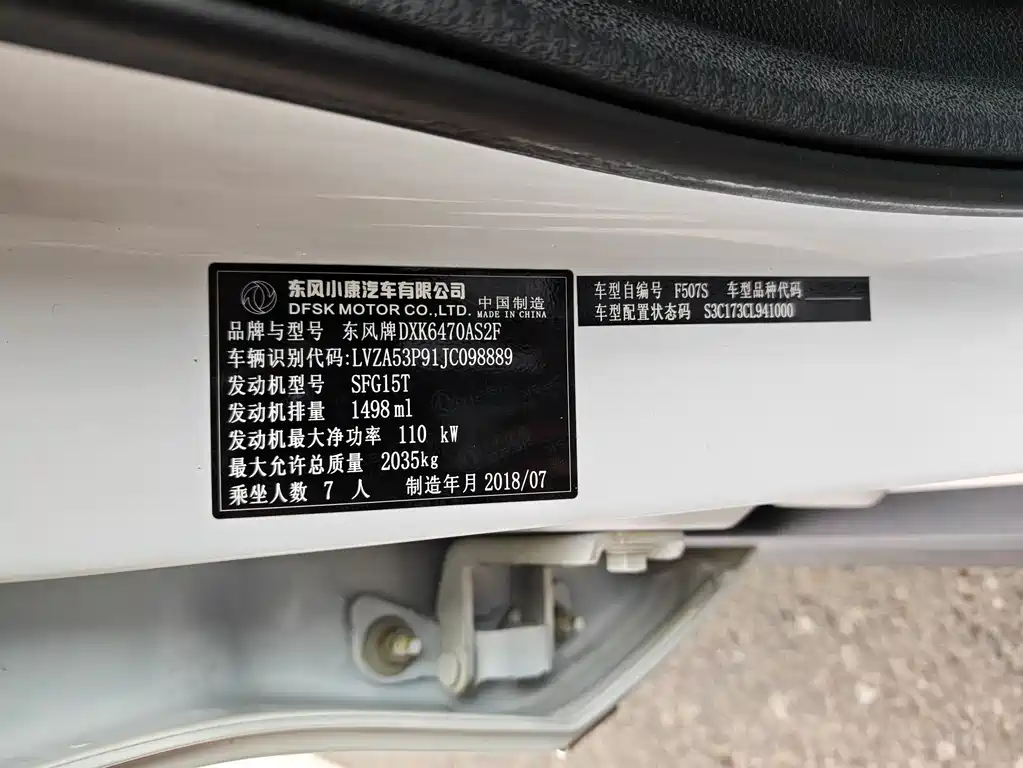 东风小康汽车有限公司
DFSK MOTOR CO.,LTD.
中国制造
MADE IN CHINA
品牌与型号 东风牌DXK6470AS2F
车辆识别代码:LVZA53P91JC098889
发动机型号 SFG15T
发动机排量 1498ml
发动机最大净功率 110 kW
最大允许总质量 2035kg
乘坐人数 7 人 制造年月 2018/07
车型自编号 F507S 车型品种代码
车型配置状态码 S3C173CL941000